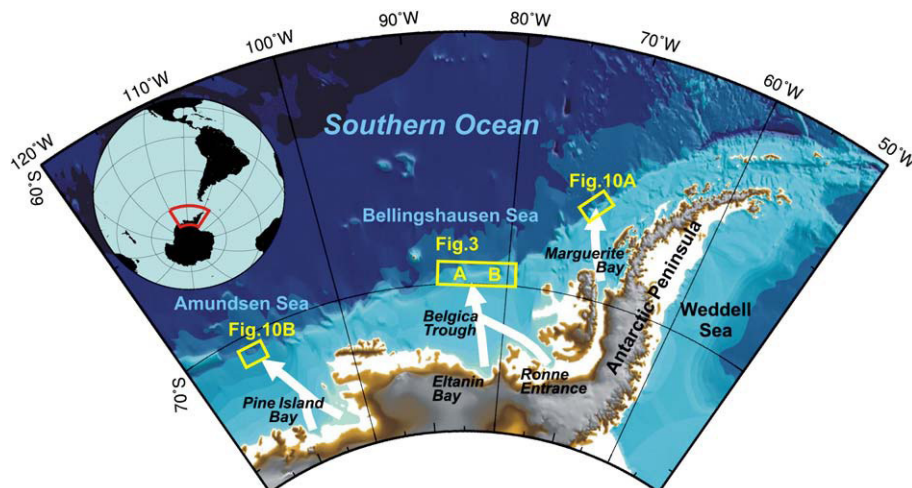 90˚W
80˚W
100˚W
70˚W
110˚W
60˚W
120˚W
60˚S
50˚W
Southern Ocean
Fig.10A
Bellingshausen Sea
Fig.3
A B
Marguerite
Bay
Antarctic Peninsula
Weddell
Sea
Amundsen Sea
Fig.10B
Belgica
Trough
70˚S
Pine Island
Bay
Eltanin
Bay
Ronne
Entrance